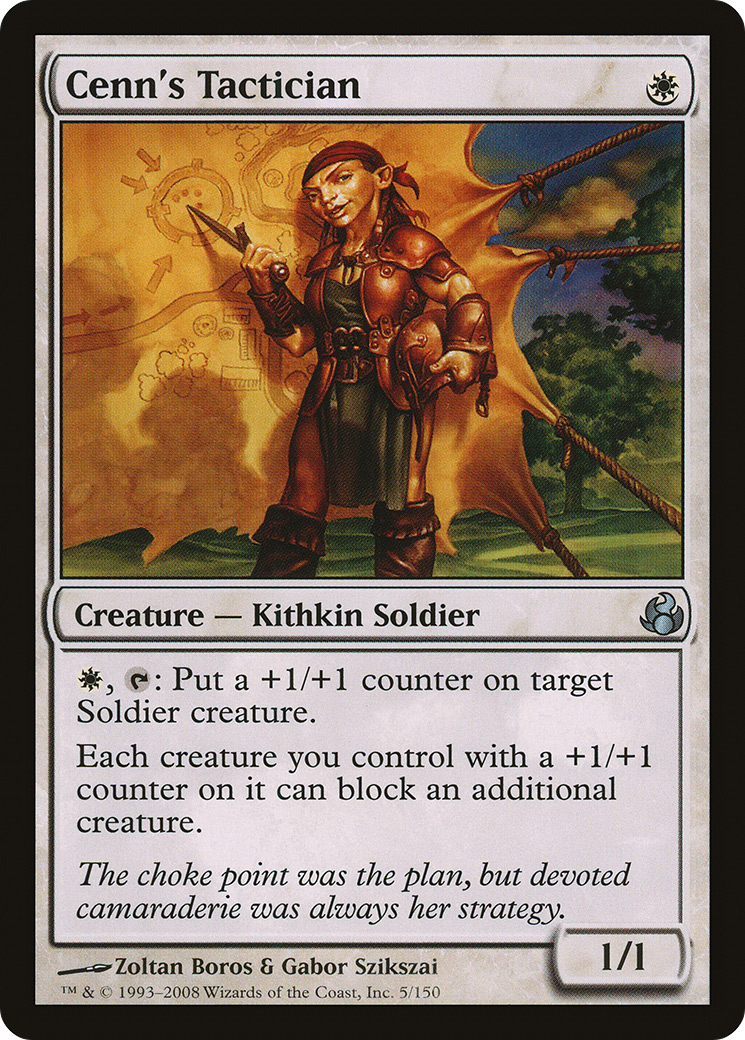 Cenn's Tactician
Creature — Kithkin Soldier
, : Put a +1/+1 counter on target
Soldier creature.
Each creature you control with a +1/+1
counter on it can block an additional
creature.
The choke point was the plan, but devoted
camaraderie was always her strategy.
1/1
Zoltan Boros & Gabor Szikszai
™ & © 1993–2008 Wizards of the Coast, Inc. 5/150